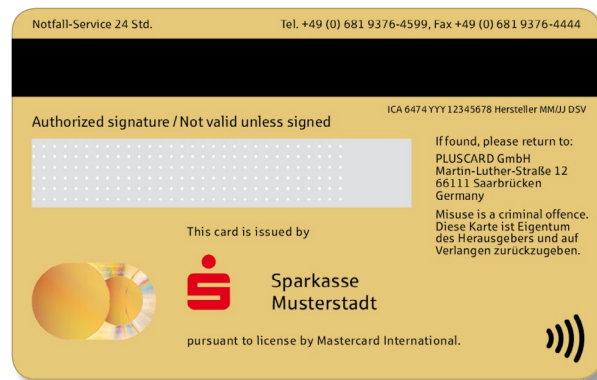 Notfall-Service 24 Std.
Tel. +49 (0) 681 9376-4599, Fax +49 (0) 681 9376-4444
ICA 6474 YYY 12345678 Hersteller MM/JJ DSV
Authorized signature / Not valid unless signed
If found, please return to:
PLUSCARD GmbH
Martin-Luther-Straße 12
66111 Saarbrücken
Germany
Misuse is a criminal offence.
Diese Karte ist Eigentum
des Herausgebers und auf
Verlangen zurückzugeben.
This card is issued by
Sparkasse
Musterstadt
pursuant to license by Mastercard International.